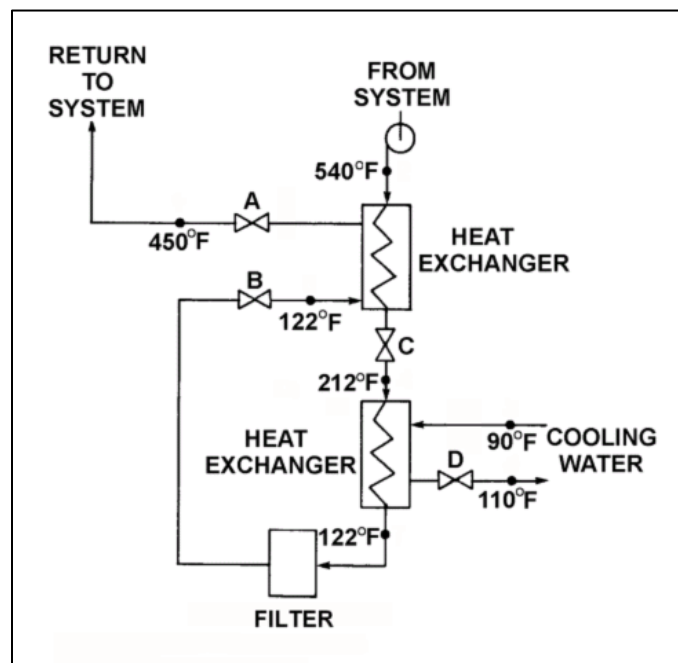 RETURN
TO
SYSTEM
FROM
SYSTEM
540°F
A
450°F
HEAT
EXCHANGER
B
122°F
C
212°F
HEAT
EXCHANGER
90°F
COOLING
WATER
D
110°F
122°F
FILTER